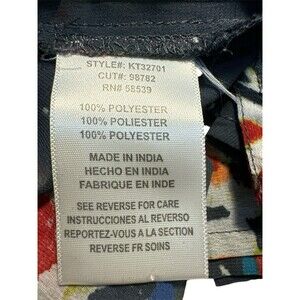 STYLE#: KT32701
CUT#: 98782
RN# 58539
100% POLYESTER
100% POLIESTER
100% POLYESTER
MADE IN INDIA
HECHO EN INDIA
FABRIQUE EN INDE
SEE REVERSE FOR CARE
INSTRUCCIONES AL REVERSO
REPORTEZ-VOUS A LA SECTION
REVERSE FR SOINS